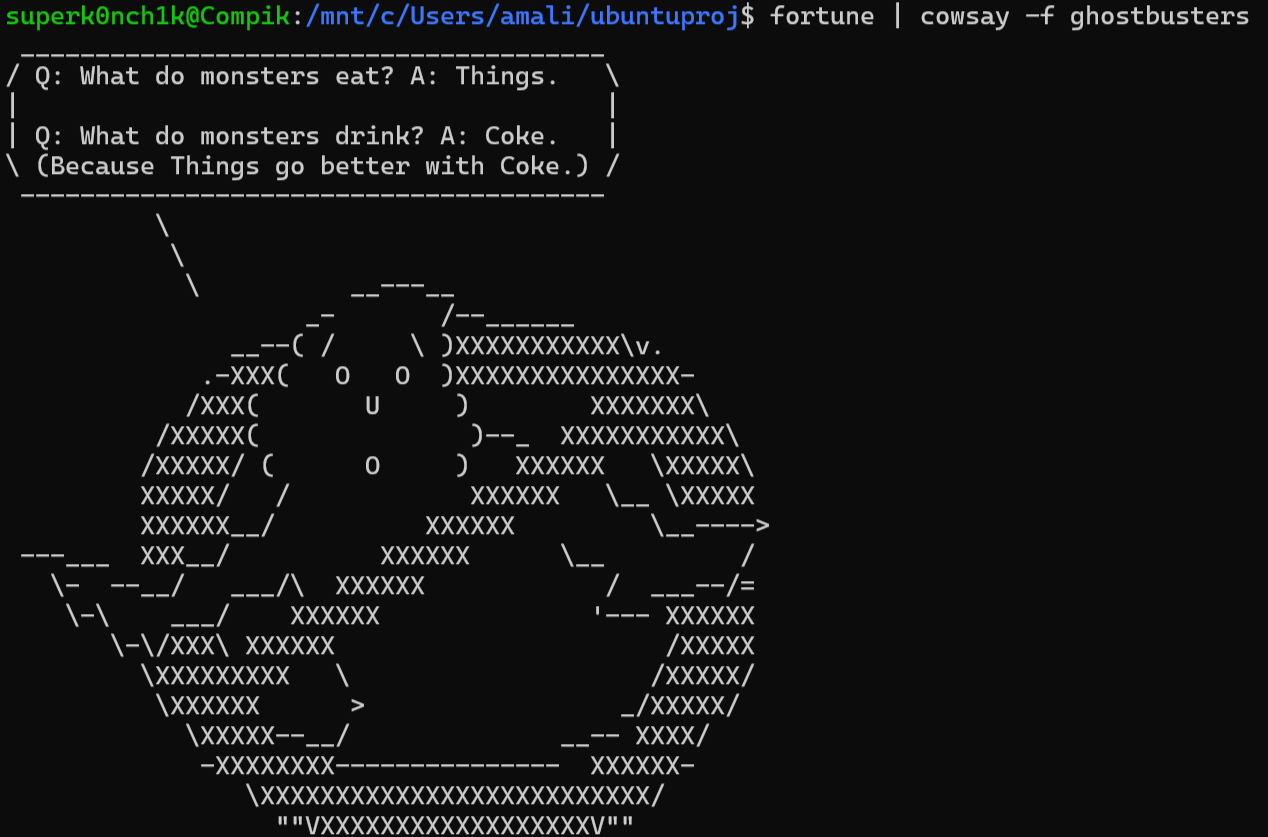 superk0nch1k@Compik:/mnt/c/Users/amali/ubuntuproj$ fortune | cowsay -f ghostbusters
 _______________________________________
/ Q: What do monsters eat? A: Things.   \
|                                       |
| Q: What do monsters drink? A: Coke.   |
\ (Because Things go better with Coke.) /
 ---------------------------------------
          \
           \
            \          __---__
                    _-       /--______
               __--( /     \ )XXXXXXXXXXX\v.
             .-XXX(   O   O  )XXXXXXXXXXXXXXX-
            /XXX(       U     )        XXXXXXX\
          /XXXXX(              )--_  XXXXXXXXXXX\
         /XXXXX/ (      O     )   XXXXXX   \XXXXX\
         XXXXX/   /            XXXXXX   \__ \XXXXX
         XXXXXX__/          XXXXXX         \__---->
 ---___  XXX__/          XXXXXX      \__         /
   \-  --__/   ___/\  XXXXXX            /  ___--/=
    \-\    ___/    XXXXXX              '--- XXXXXX
       \-\/XXX\ XXXXXX                      /XXXXX
         \XXXXXXXXX   \                    /XXXXX/
          \XXXXXX      >                 _/XXXXX/
            \XXXXX--__/              __-- XXXX/
             -XXXXXXXX---------------  XXXXXX-
                \XXXXXXXXXXXXXXXXXXXXXXXXXX/
                  ""VXXXXXXXXXXXXXXXXXXV""